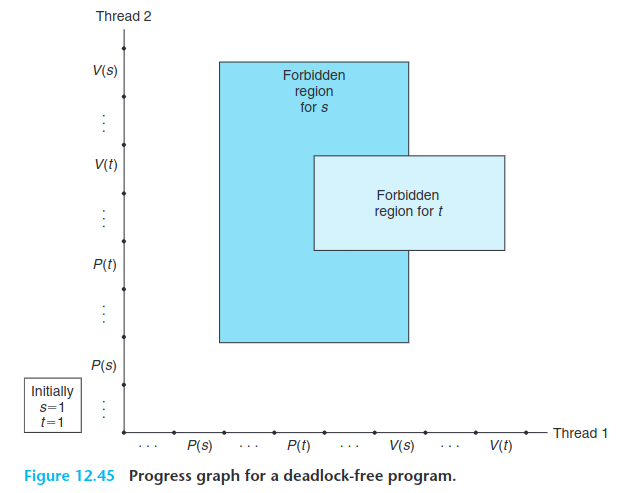 Thread 2
V(s)
Forbidden
region
for s
...
V(t)
Forbidden
region for t
...
P(t)
...
P(s)
Initially
s=1
t=1
...
Thread 1
... P(s) ... P(t) ... V(s) ... V(t)
Figure 12.45 Progress graph for a deadlock-free program.